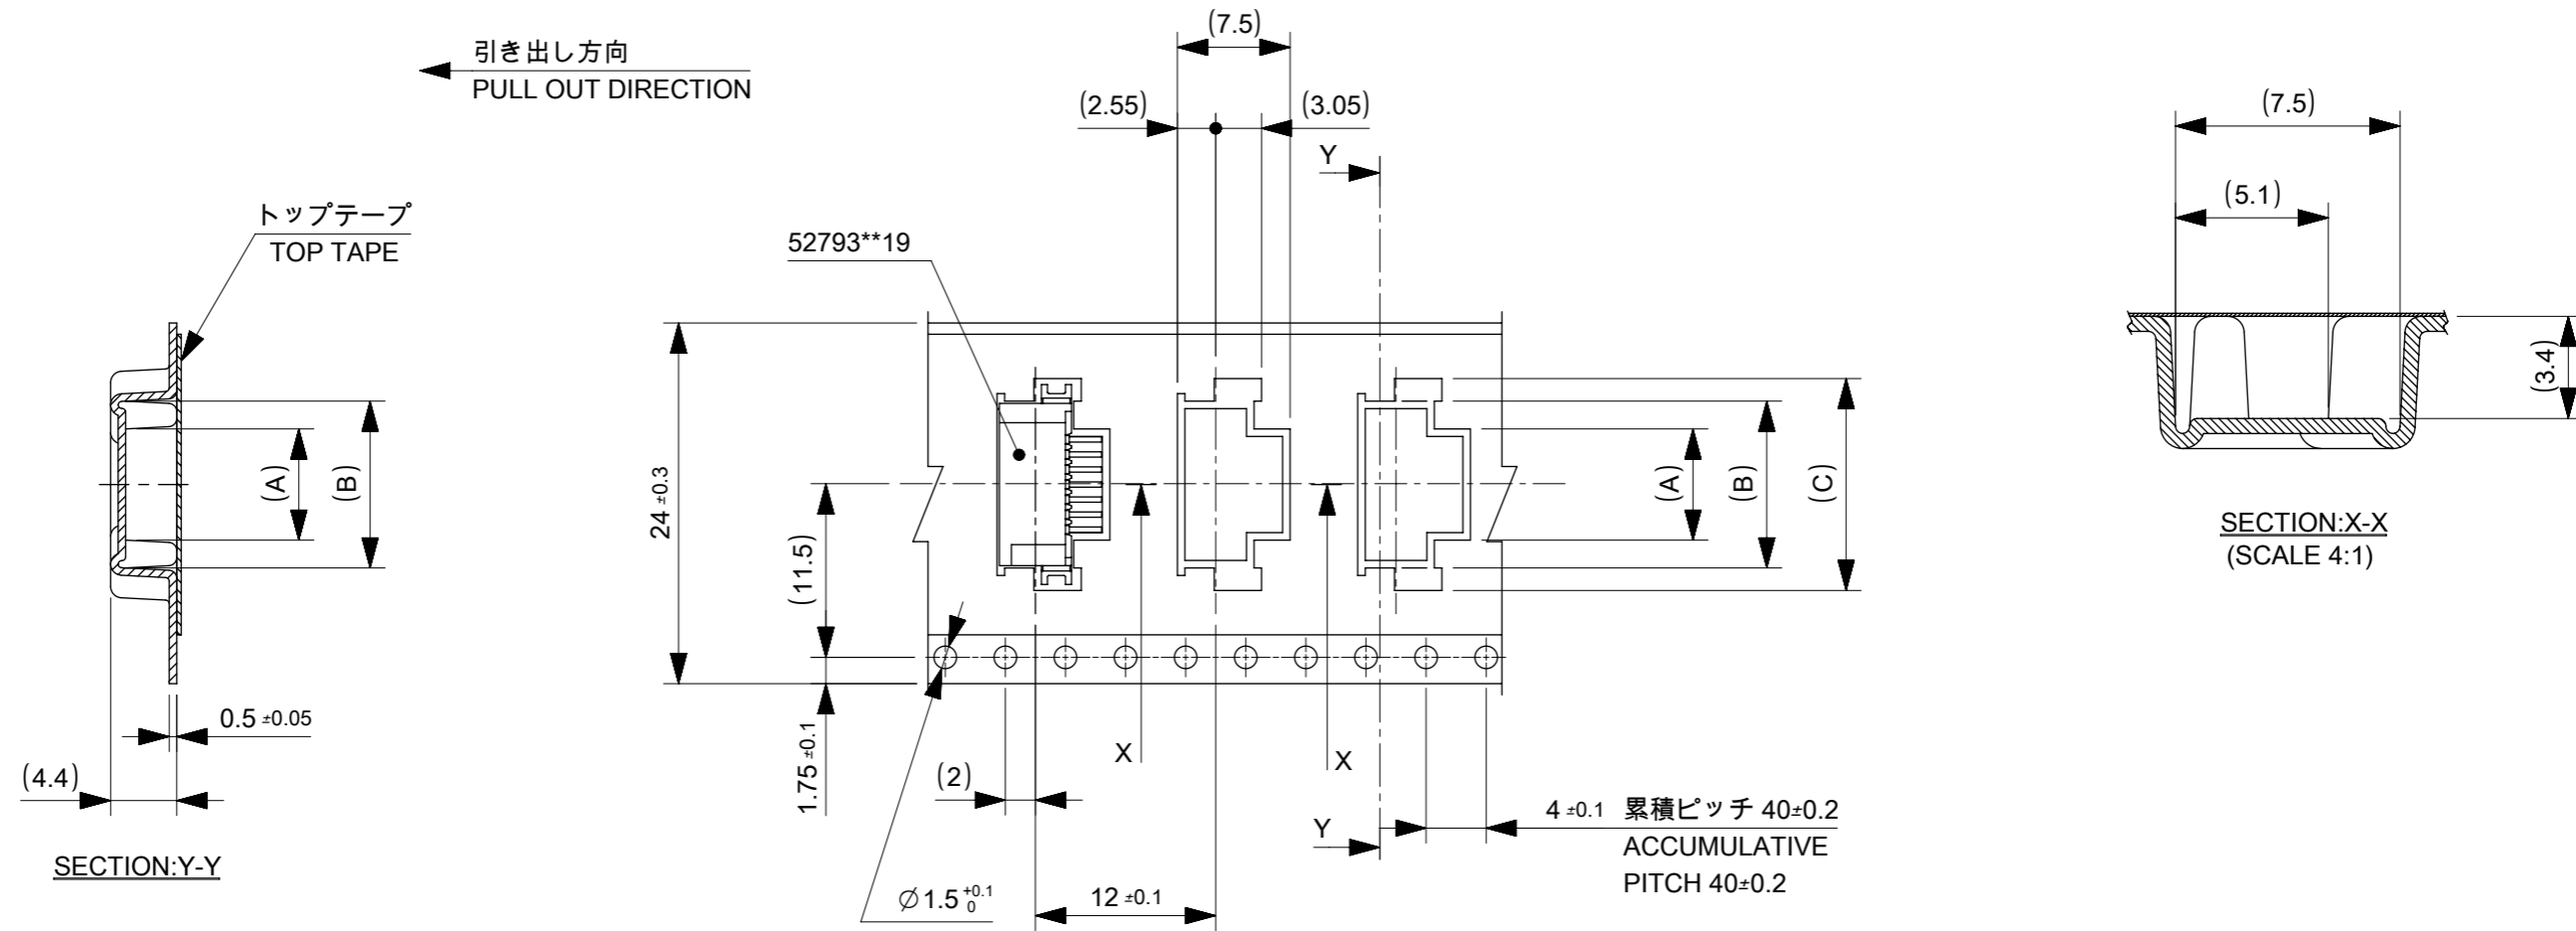 引き出し方向
PULL OUT DIRECTION
(7.5)
(2.55)
(3.05)
Y
(7.5)
(5.1)
(3.4)
SECTION:X-X
(SCALE 4:1)
トップテープ
TOP TAPE
52793**19
(A)
(B)
24 ±0.3
(11.5)
1.75 ±0.1
(A)
(B)
(C)
0.5 ±0.05
(4.4)
SECTION:Y-Y
(2)
X
X
Y
4 ±0.1 累積ピッチ 40±0.2
ACCUMULATIVE
PITCH 40±0.2
∅1.5 +0.1 0
12 ±0.1